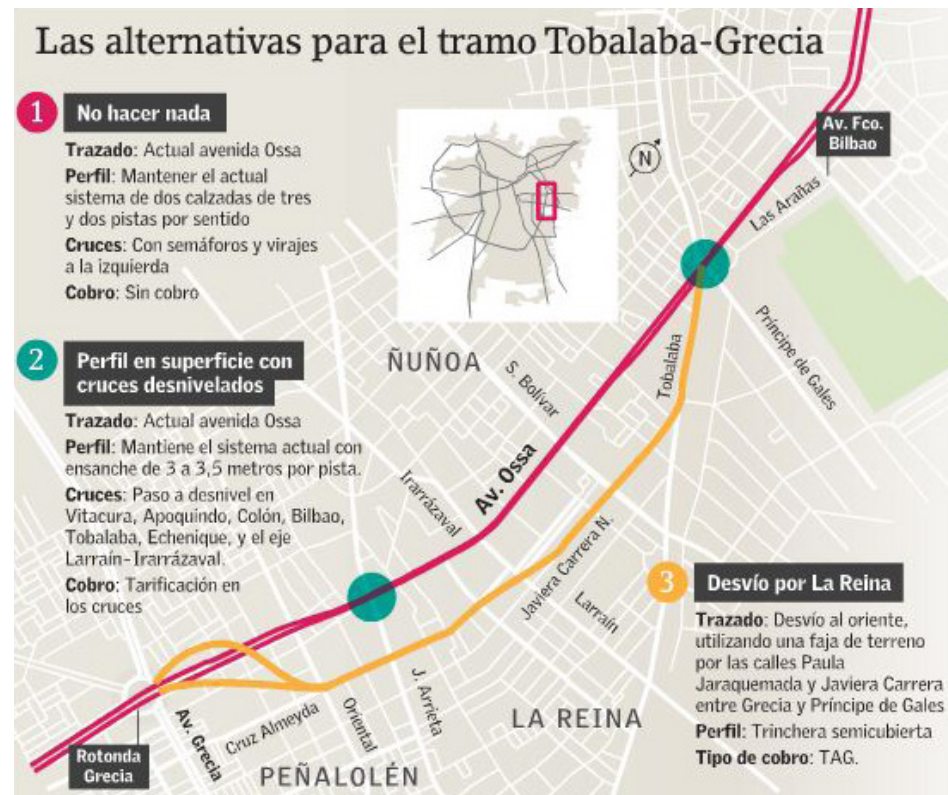 Las alternativas para el tramo Tobalaba-Grecia
1
No hacer nada
Trazado: Actual avenida Ossa
Perfil: Mantener el actual
sistema de dos calzadas de tres
y dos pistas por sentido
Cruces: Con semáforos y virajes
a la izquierda
Cobro: Sin cobro
2
Perfil en superficie con
cruces desnivelados
Trazado: Actual avenida Ossa
Perfil: Mantiene el sistema actual con
ensanche de 3 a 3,5 metros por pista.
Cruces: Paso a desnivel en
Vitacura, Apoquindo, Colón, Bilbao,
Tobalaba, Echenique, y el eje
Larraín-Irarrázaval.
Cobro: Tarificación en
los cruces
N
Av. Fco.
Bilbao
Las Arañas
Príncipe de Gales
Tobalaba
ÑUÑOA
S. Bolívar
Av. Ossa
Irarrázaval
Javiera Carrera N.
Larraín
3
Desvío por La Reina
Trazado: Desvío al oriente,
utilizando una faja de terreno
por las calles Paula
Jaraquemada y Javiera Carrera
entre Grecia y Príncipe de Gales
Perfil: Trinchera semicubierta
Tipo de cobro: TAG.
J. Arrieta
Oriental
Cruz Almeyda
Av. Grecia
LA REINA
Rotonda
Grecia
PEÑALOLÉN